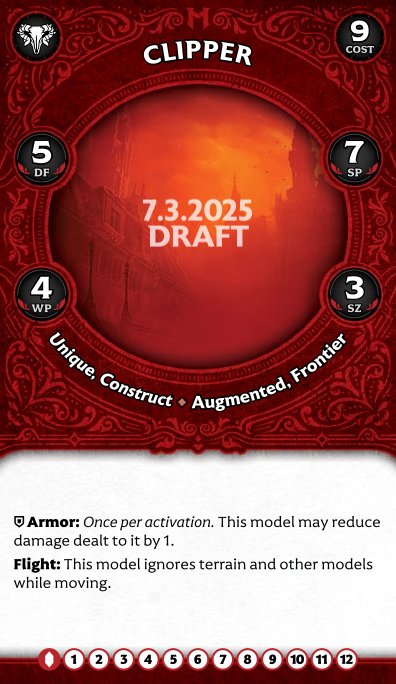 M
CLIPPER
9
COST
5
DF
7
SP
7.3.2025
DRAFT
4
WP
3
SZ
Unique, Construct ◆ Augmented, Frontier
Armor: Once per activation. This model may reduce
damage dealt to it by 1.
Flight: This model ignores terrain and other models
while moving.
1 2 3 4 5 6 7 8 9 10 11 12